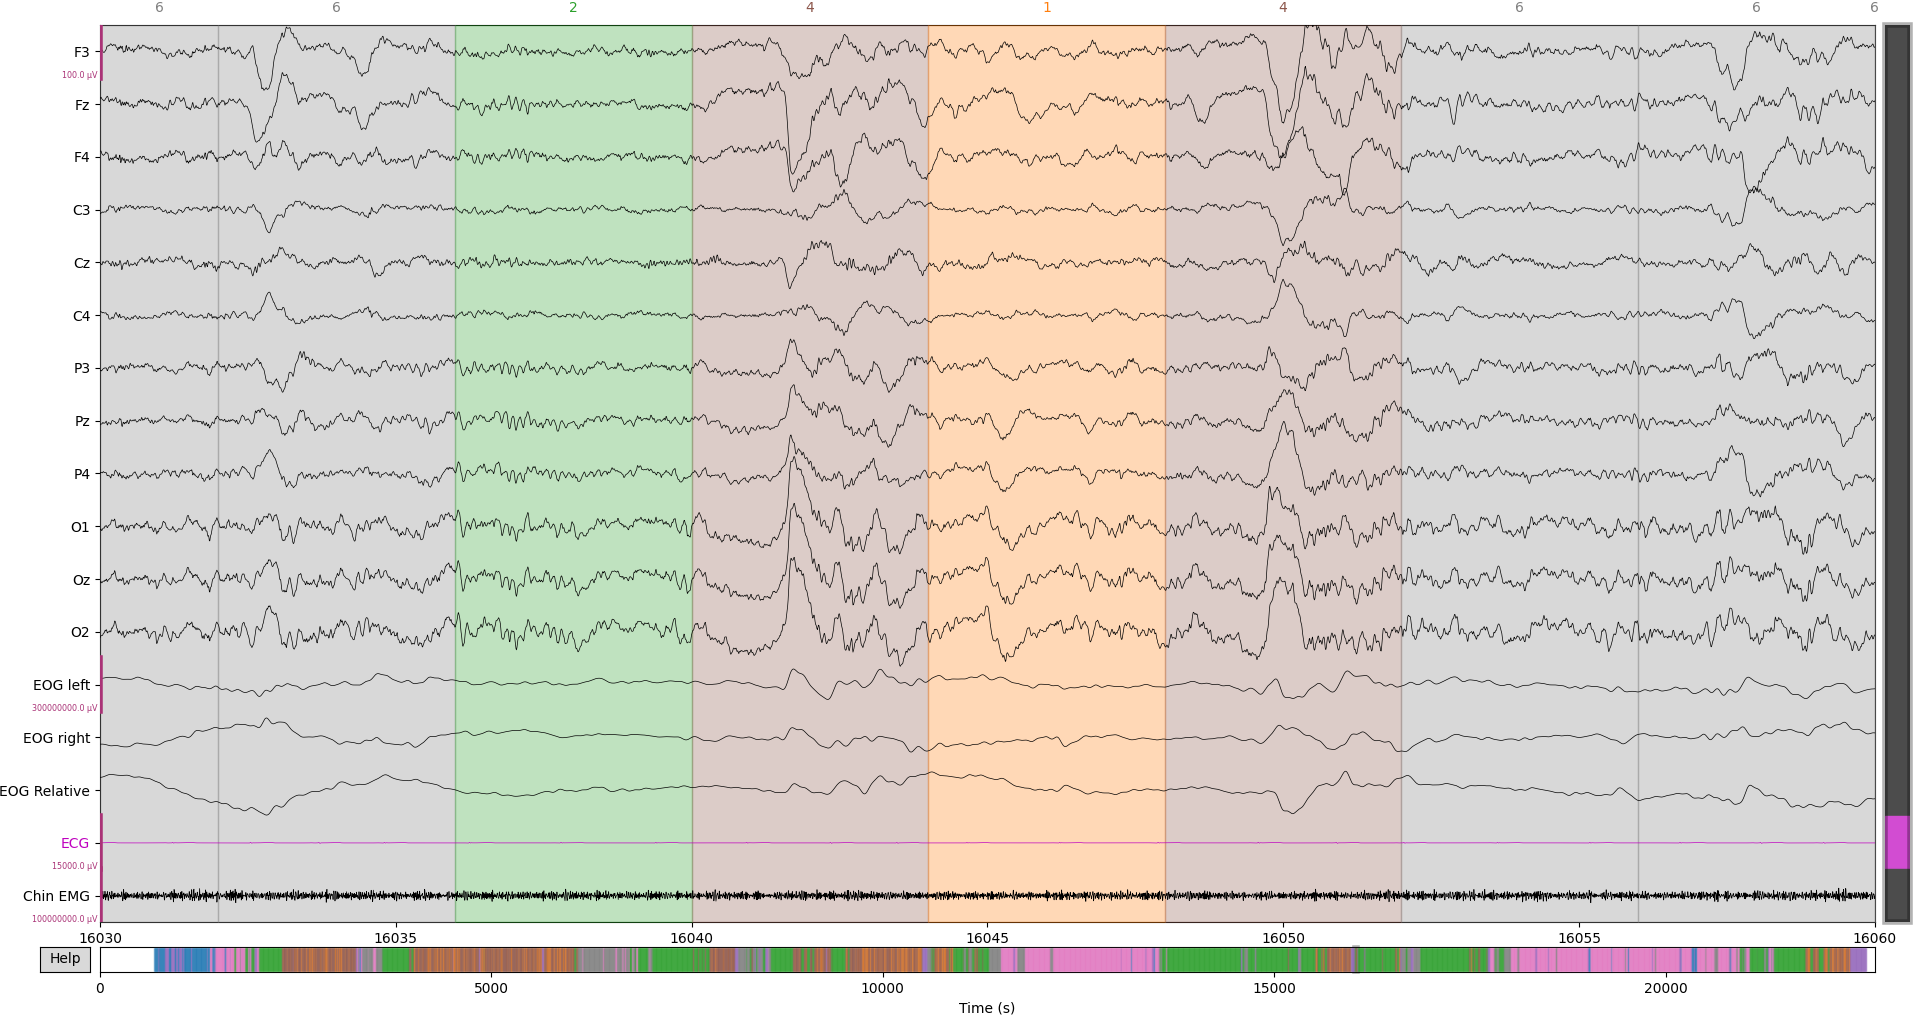 6 6 2 4 1 4 6 6 6
F3
100.0 µV
Fz
F4
C3
Cz
C4
P3
Pz
P4
O1
Oz
O2
EOG left
300000000.0 µV
EOG right
EOG Relative
ECG
15000.0 µV
Chin EMG
100000000.0 µV
16030 16035 16040 16045 16050 16055 16060
Help
0 5000 10000 15000 20000
Time (s)